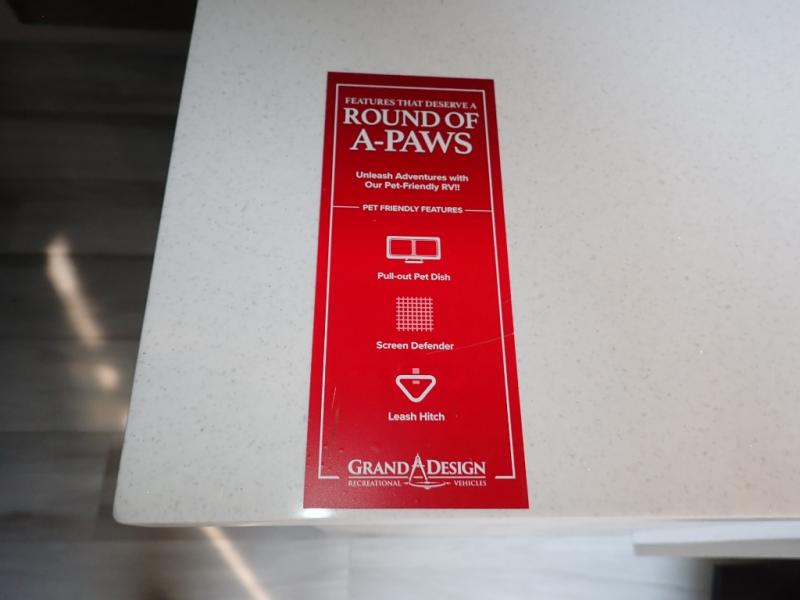 FEATURES THAT DESERVE A
ROUND OF
A-PAWS
Unleash Adventures with
Our Pet-Friendly RV!!
PET FRIENDLY FEATURES
Pull-out Pet Dish
Screen Defender
Leash Hitch
GRAND DESIGN
RECREATIONAL VEHICLES